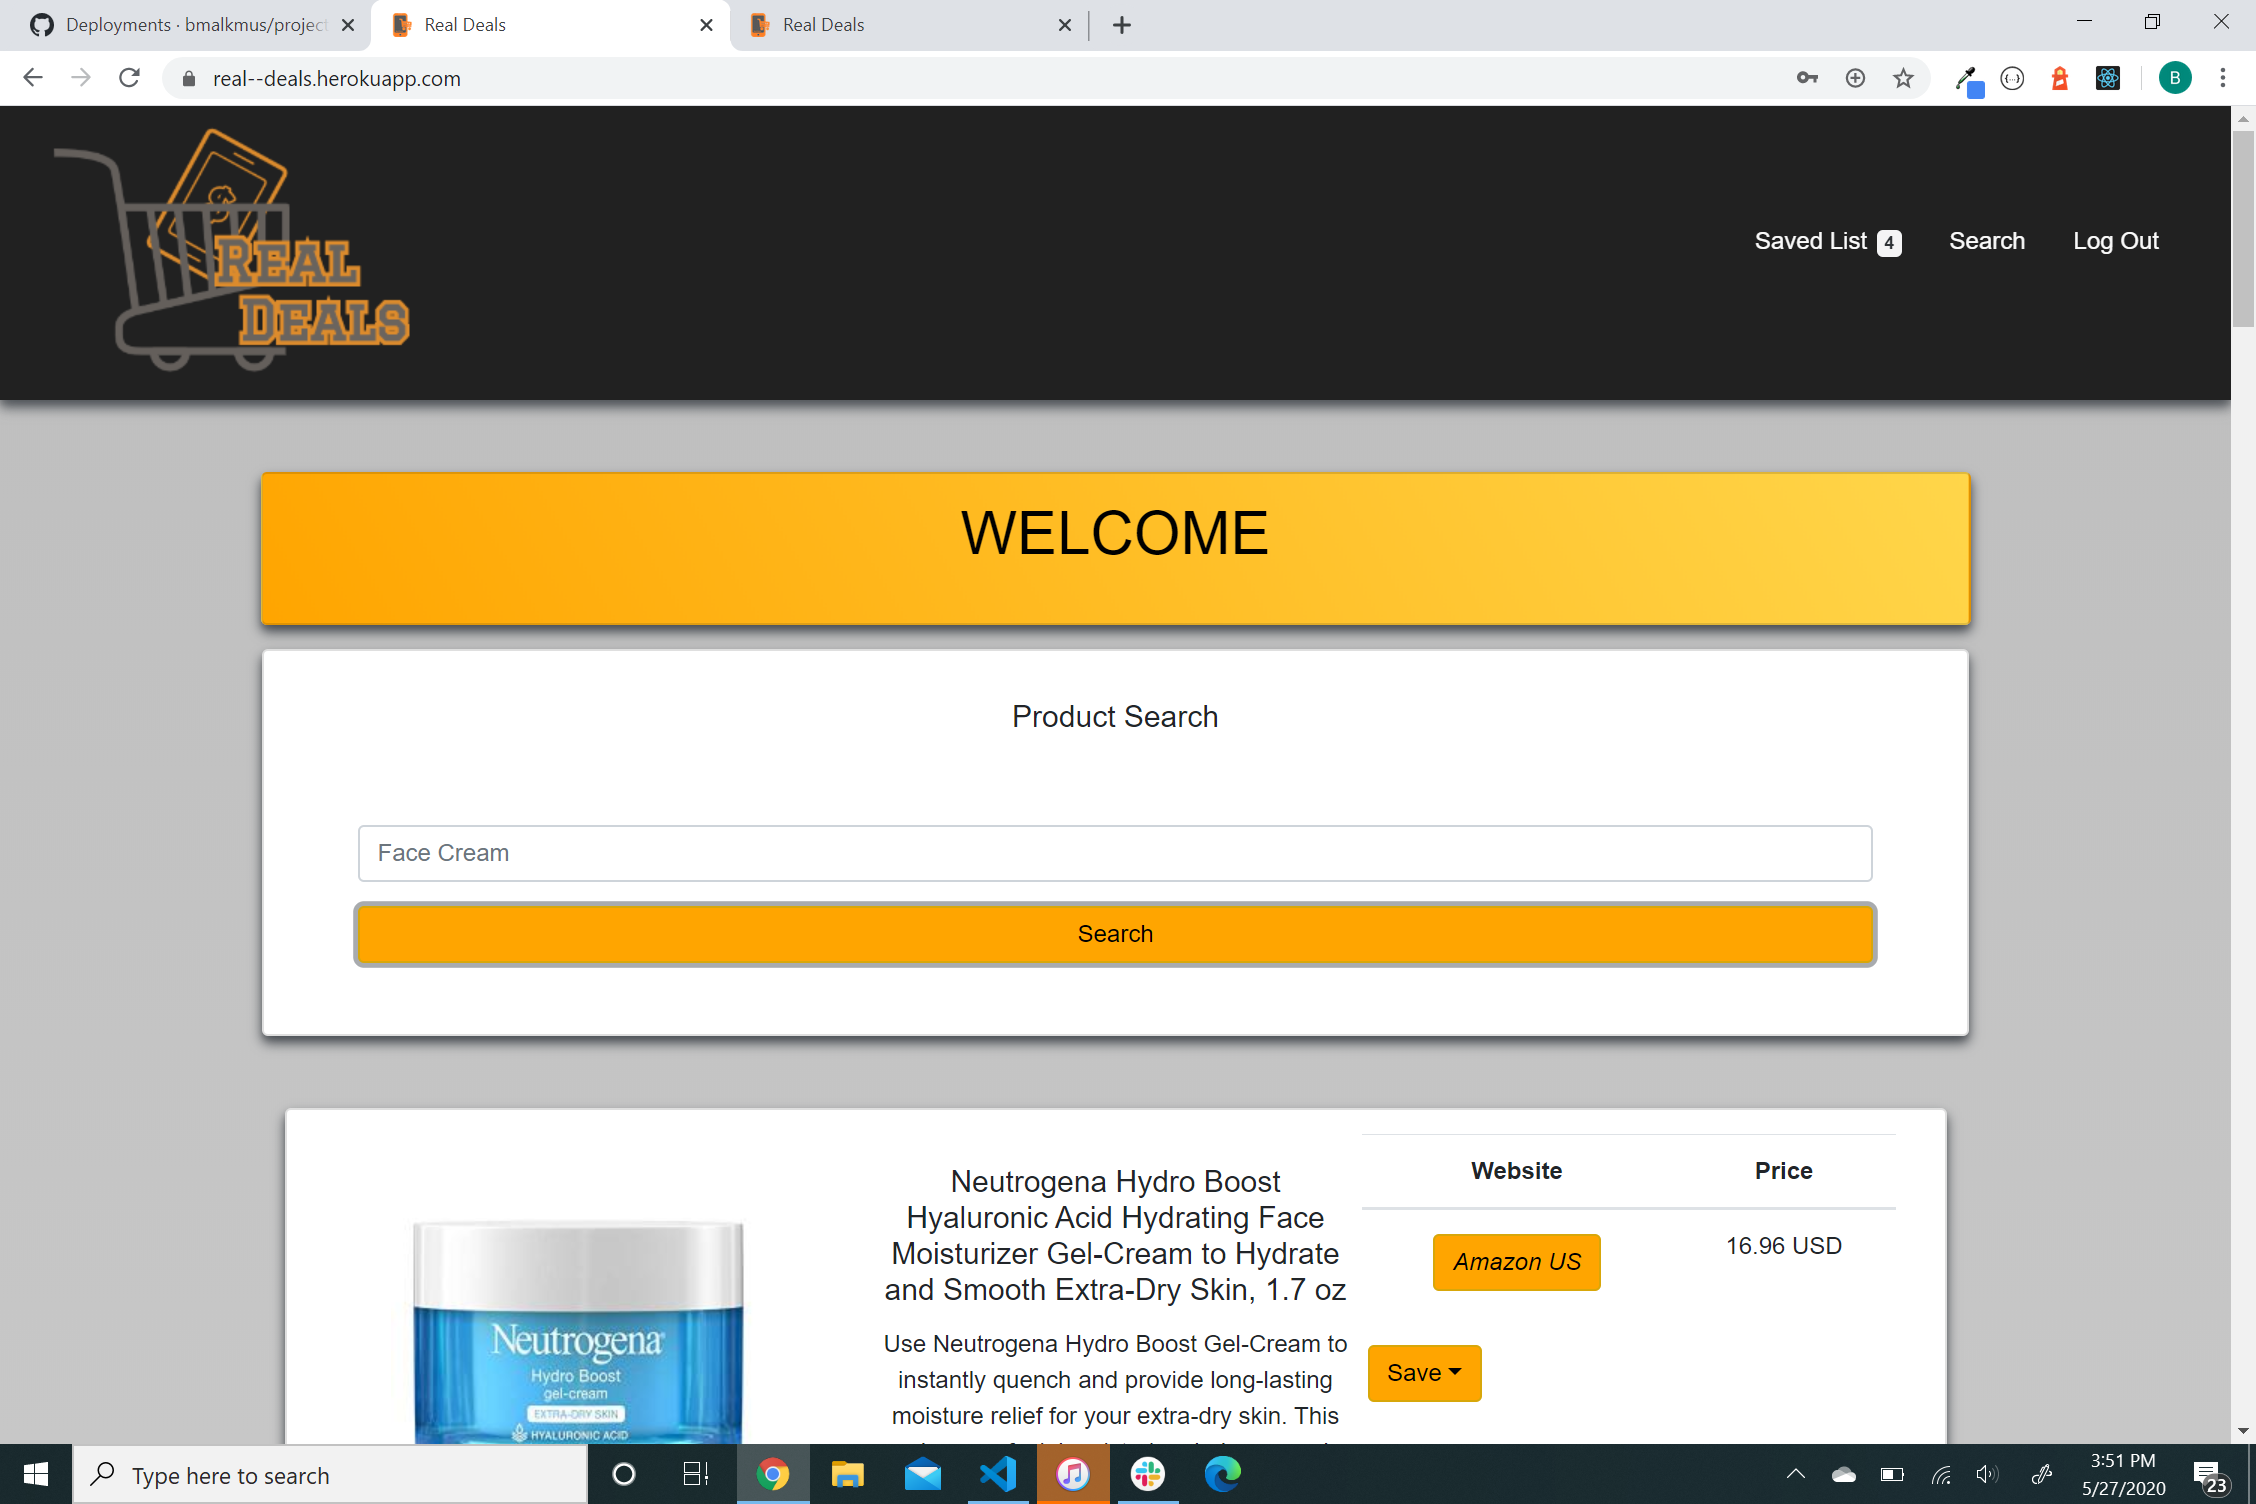 Deployments · bmalkmus/project
Real Deals
Real Deals
real--deals.herokuapp.com
B
REAL
DEALS
Saved List 4
Search
Log Out
WELCOME
Product Search
Face Cream
Search
Neutrogena Hydro Boost
Hyaluronic Acid Hydrating Face
Moisturizer Gel-Cream to Hydrate
and Smooth Extra-Dry Skin, 1.7 oz
Use Neutrogena Hydro Boost Gel-Cream to
instantly quench and provide long-lasting
moisture relief for your extra-dry skin. This
Website
Price
Amazon US
16.96 USD
Save
Neutrogena
Hydro Boost
gel-cream
EXTRA-DRY SKIN
HYALURONIC ACID
Type here to search
3:51 PM
5/27/2020
23